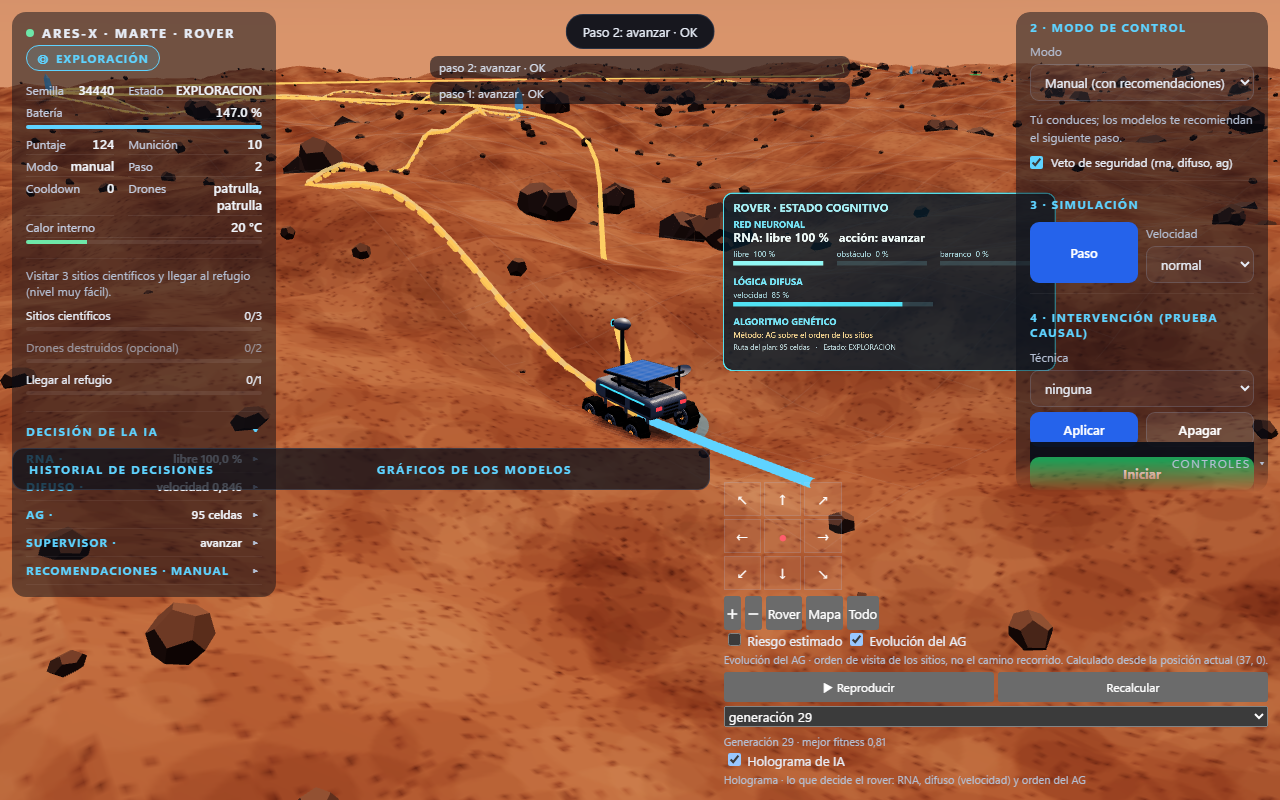 ARES-X · MARTE · ROVER
EXPLORACIÓN
Semilla 34440 Estado EXPLORACION
Batería 147.0 %
Puntaje 124 Munición 10
Modo manual Paso 2
Cooldown 0 Drones patrulla, patrulla
Calor interno 20 °C
Visitar 3 sitios científicos y llegar al refugio
(nivel muy fácil).
Sitios científicos 0/3
Drones destruidos (opcional) 0/2
Llegar al refugio 0/1
DECISIÓN DE LA IA
RNA · libre 100,0 %
HISTORIAL DE DECISIONES GRÁFICOS DE LOS MODELOS
DIFUSO · velocidad 0,846
AG · 95 celdas
SUPERVISOR · avanzar
RECOMENDACIONES · MANUAL
Paso 2: avanzar · OK
paso 2: avanzar · OK
paso 1: avanzar · OK
ROVER · ESTADO COGNITIVO
RED NEURONAL
RNA: libre 100 % acción: avanzar
libre 100 % obstáculo 0 % barranco 0 %
LÓGICA DIFUSA
velocidad 85 %
ALGORITMO GENÉTICO
Método: AG sobre el orden de los sitios
Ruta del plan: 95 celdas · Estado: EXPLORACION
2 · MODO DE CONTROL
Modo
Manual (con recomendaciones)
Tú conduces; los modelos te recomiendan
el siguiente paso.
Veto de seguridad (rna, difuso, ag)
3 · SIMULACIÓN
Paso
Velocidad
normal
4 · INTERVENCIÓN (PRUEBA
CAUSAL)
Técnica
ninguna
Aplicar Apagar
CONTROLES
Iniciar
↖ ↑ ↗
← ● →
↙ ↓ ↘
+ − Rover Mapa Todo
Riesgo estimado Evolución del AG
Evolución del AG · orden de visita de los sitios, no el camino recorrido. Calculado desde la posición actual (37, 0).
▶ Reproducir Recalcular
generación 29
Generación 29 · mejor fitness 0,81
Holograma de IA
Holograma · lo que decide el rover: RNA, difuso (velocidad) y orden del AG